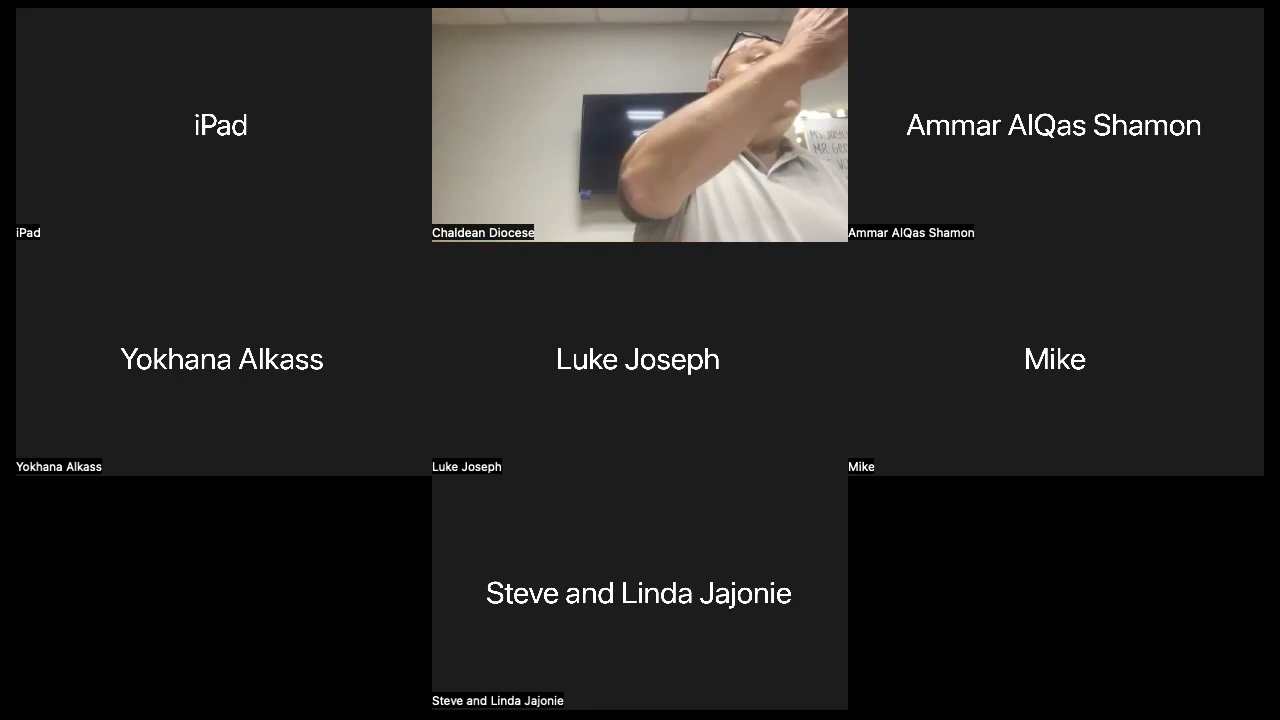 iPad
iPad
Chaldean Diocese
Ammar AlQas Shamon
Ammar AlQas Shamon
Yokhana Alkass
Yokhana Alkass
Luke Joseph
Luke Joseph
Mike
Mike
Steve and Linda Jajonie
Steve and Linda Jajonie